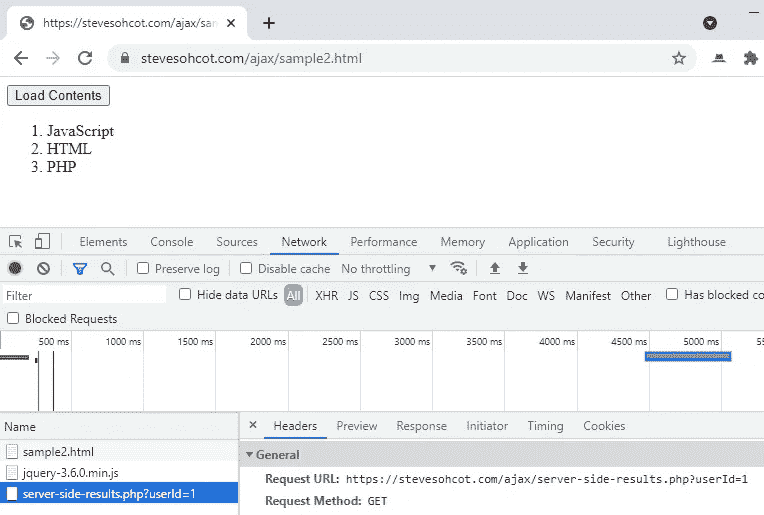 https://stevesohcot.com/ajax/sam
stevesohcot.com/ajax/sample2.html
Load Contents
1. JavaScript
2. HTML
3. PHP
Elements Console Sources Network Performance Memory Application Security Lighthouse
Preserve log Disable cache No throttling
Filter Hide data URLs All XHR JS CSS Img Media Font Doc WS Manifest Other Has blocked co
Blocked Requests
500 ms 1000 ms 1500 ms 2000 ms 2500 ms 3000 ms 3500 ms 4000 ms 4500 ms 5000 ms 55
Name × Headers Preview Response Initiator Timing Cookies
sample2.html
General
jquery-3.6.0.min.js
Request URL: https://stevesohcot.com/ajax/server-side-results.php?userId=1
server-side-results.php?userId=1
Request Method: GET